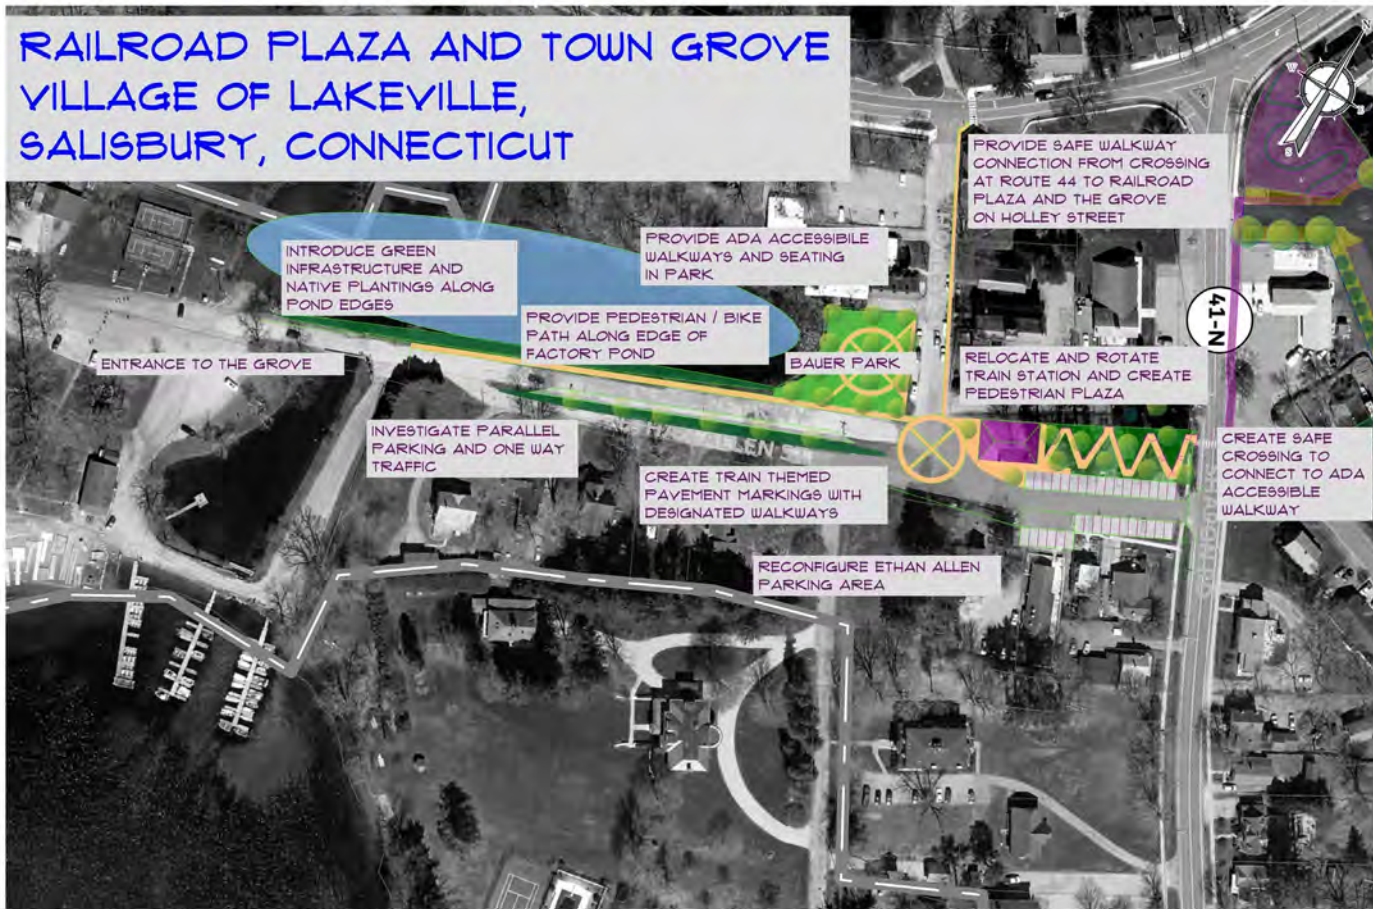 RAILROAD PLAZA AND TOWN GROVE
VILLAGE OF LAKEVILLE,
SALISBURY, CONNECTICUT
N
W
S
PROVIDE SAFE WALKWAY
CONNECTION FROM CROSSING
AT ROUTE 44 TO RAILROAD
PLAZA AND THE GROVE
ON HOLLEY STREET
INTRODUCE GREEN
INFRASTRUCTURE AND
NATIVE PLANTINGS ALONG
POND EDGES
PROVIDE ADA ACCESSIBILE
WALKWAYS AND SEATING
IN PARK
PROVIDE PEDESTRIAN / BIKE
PATH ALONG EDGE OF
FACTORY POND
41-N
ENTRANCE TO THE GROVE
BAUER PARK
RELOCATE AND ROTATE
TRAIN STATION AND CREATE
PEDESTRIAN PLAZA
INVESTIGATE PARALLEL
PARKING AND ONE WAY
TRAFFIC
CREATE TRAIN THEMED
PAVEMENT MARKINGS WITH
DESIGNATED WALKWAYS
CREATE SAFE
CROSSING TO
CONNECT TO ADA
ACCESSIBLE
WALKWAY
RECONFIGURE ETHAN ALLEN
PARKING AREA